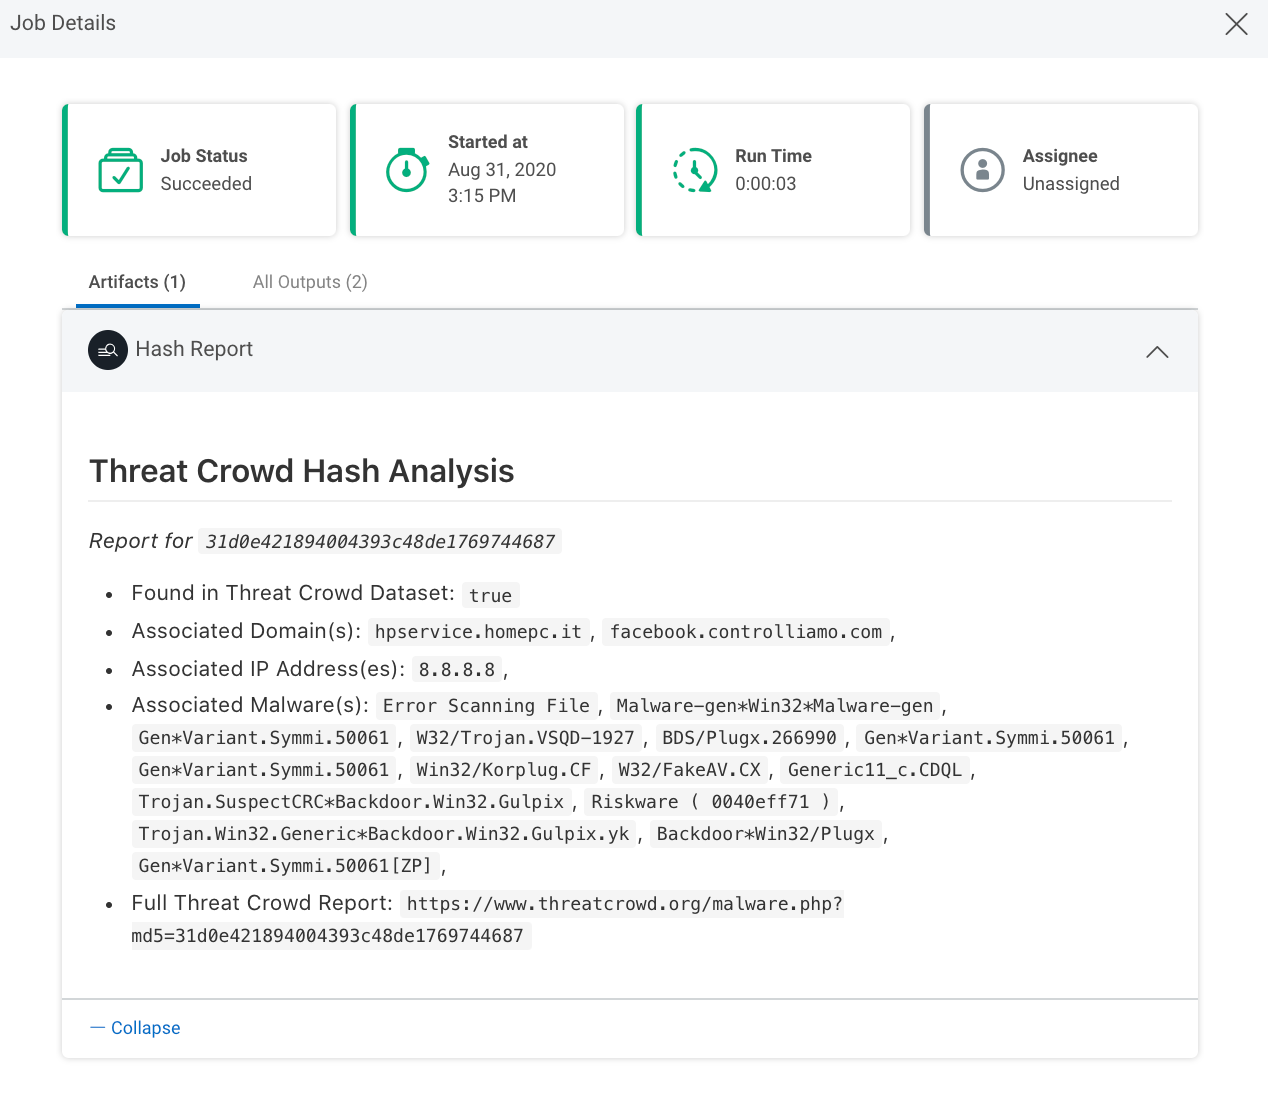 Job Details
Job Status
Succeeded
Started at
Aug 31, 2020
3:15 PM
Run Time
0:00:03
Assignee
Unassigned
Artifacts (1)
All Outputs (2)
Hash Report
Threat Crowd Hash Analysis
Report for 31d0e421894004393c48de1769744687
• Found in Threat Crowd Dataset: true
• Associated Domain(s): hpservice.homepc.it, facebook.controlliamo.com,
• Associated IP Address(es): 8.8.8.8,
• Associated Malware(s): Error Scanning File, Malware-gen*Win32*Malware-gen,
Gen*Variant.Symmi.50061, W32/Trojan.VSQD-1927, BDS/Plugx.266990, Gen*Variant.Symmi.50061,
Gen*Variant.Symmi.50061, Win32/Korplug.CF, W32/FakeAV.CX, Generic11_c.CDQL,
Trojan.SuspectCRC*Backdoor.Win32.Gulpix, Riskware ( 0040eff71 ),
Trojan.Win32.Generic*Backdoor.Win32.Gulpix.yk, Backdoor*Win32/Plugx,
Gen*Variant.Symmi.50061[ZP],
• Full Threat Crowd Report: https://www.threatcrowd.org/malware.php?
md5=31d0e421894004393c48de1769744687
— Collapse